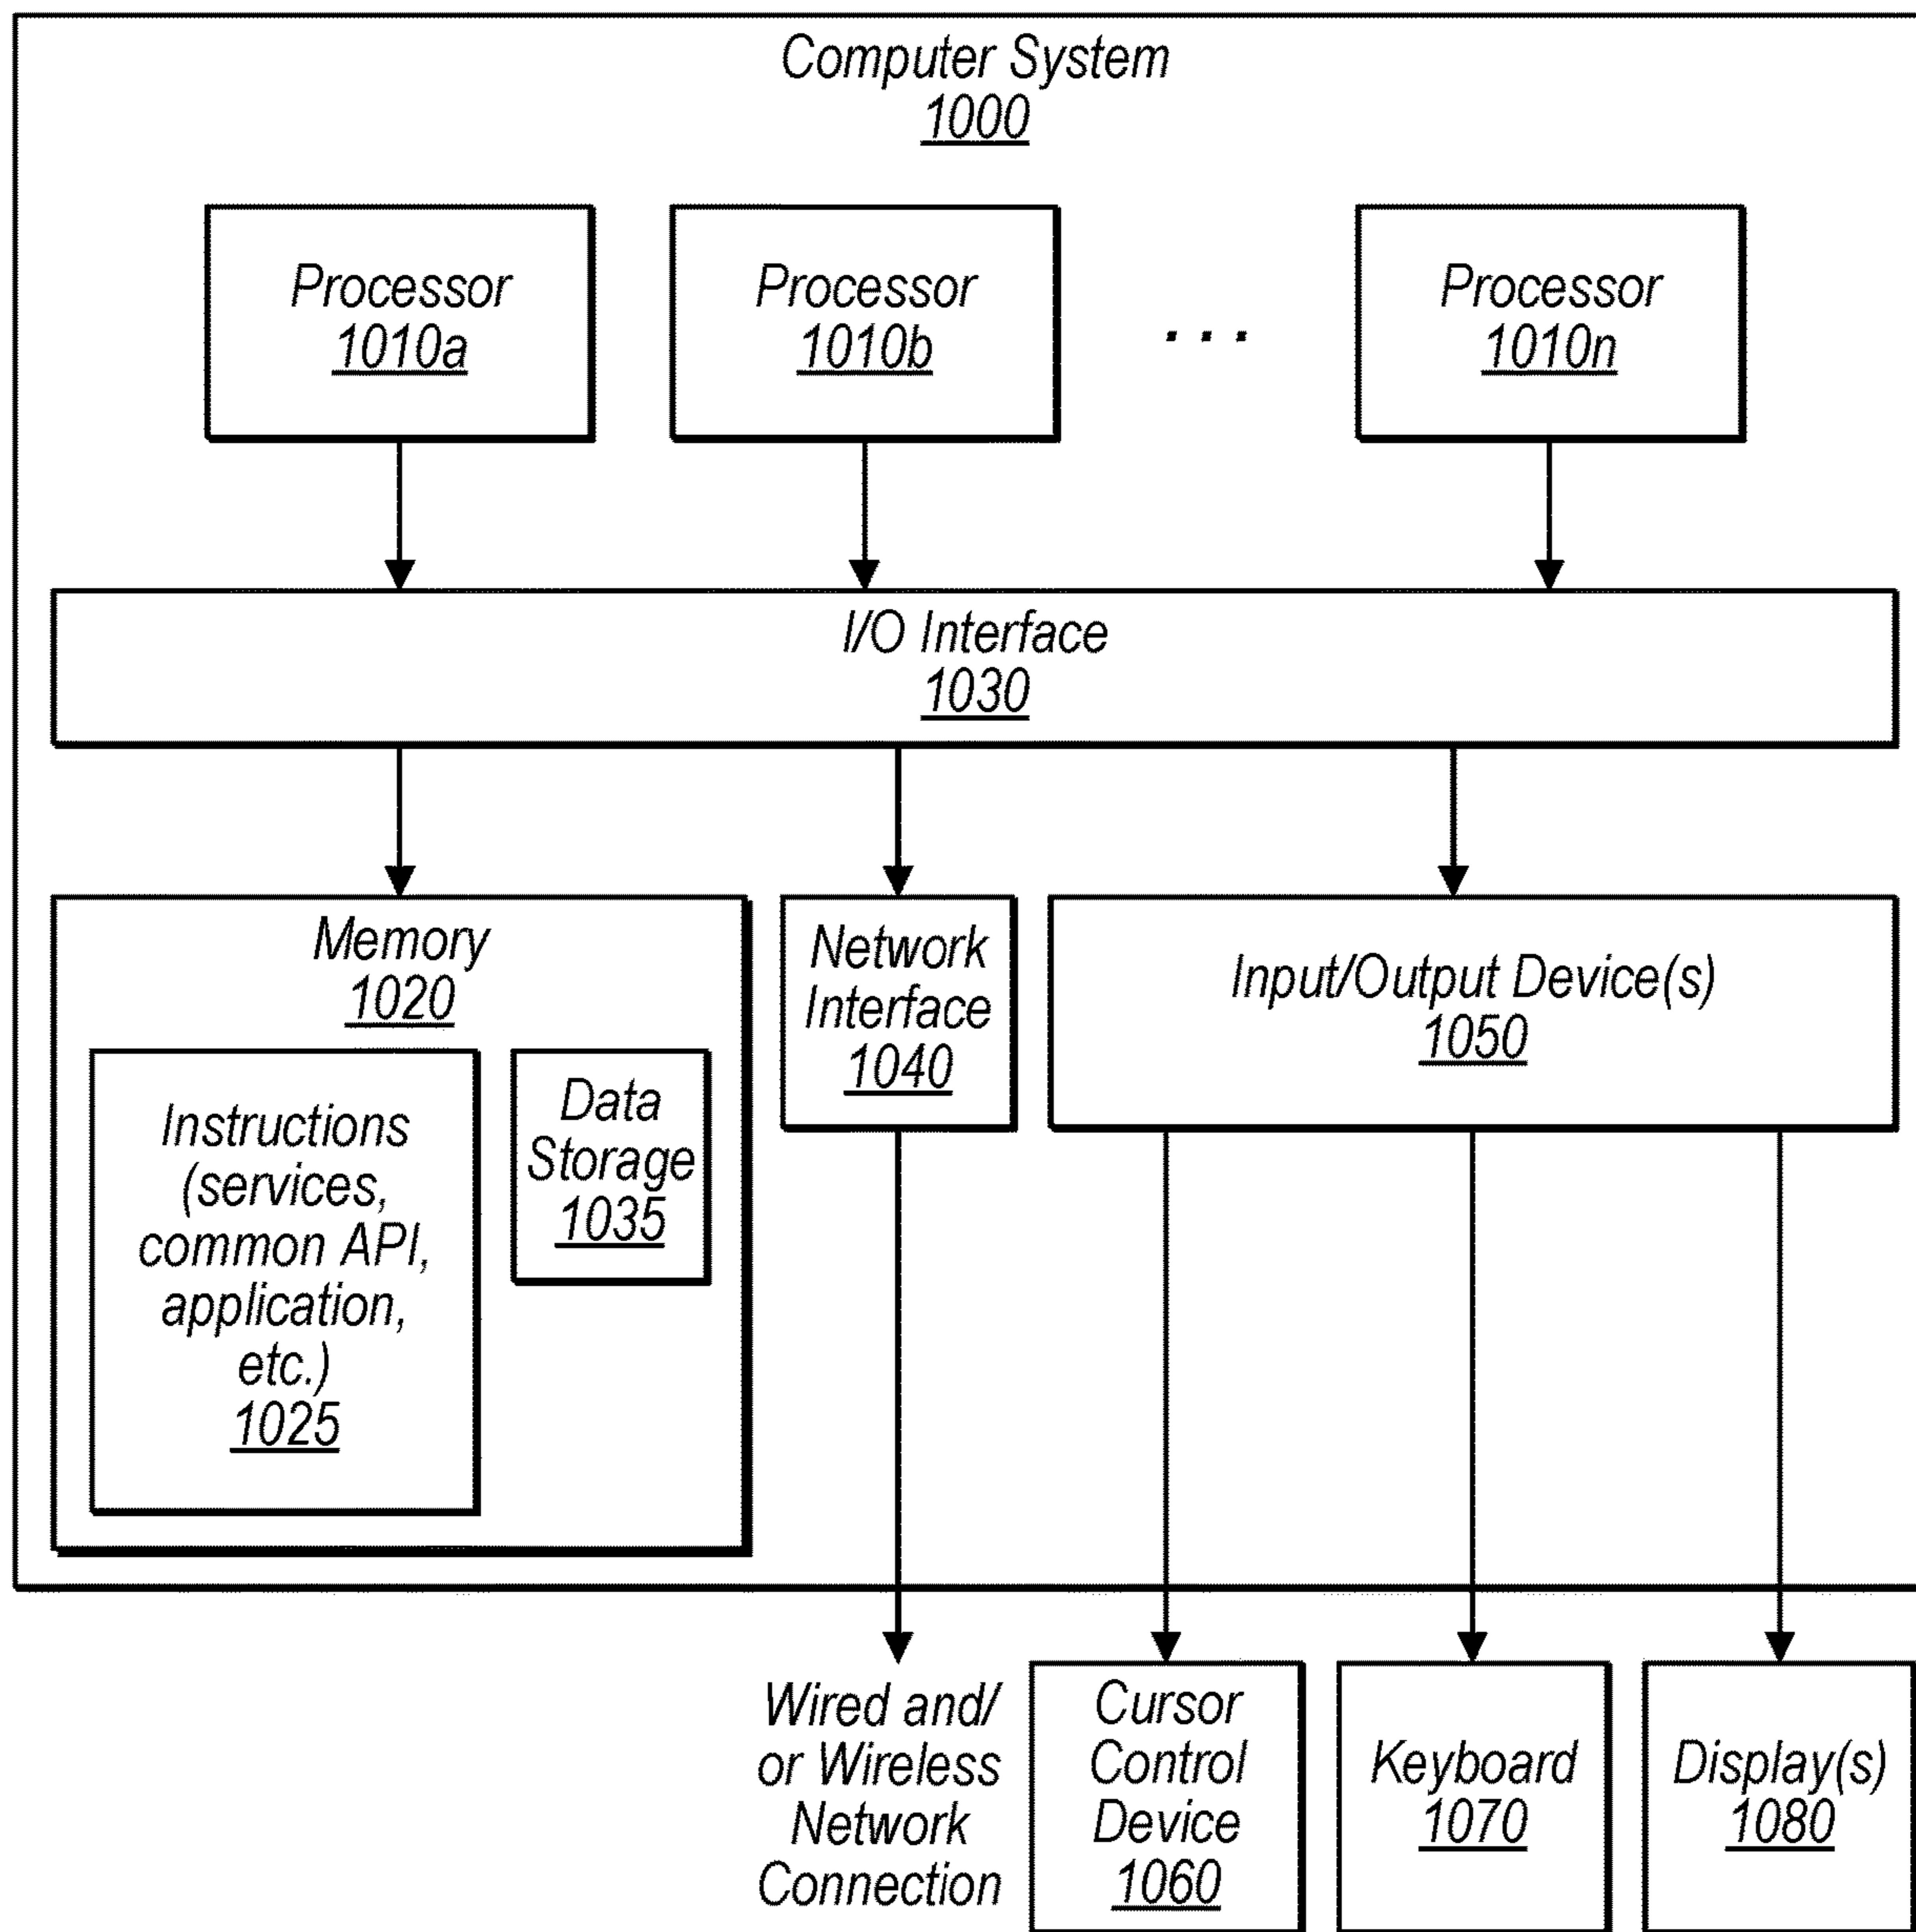 Computer System
1000
Processor
1010a
Processor
1010b
. . .
Processor
1010n
I/O Interface
1030
Memory
1020
Instructions
(services,
common API,
application,
etc.)
1025
Data
Storage
1035
Network
Interface
1040
Input/Output Device(s)
1050
Wired and/
or Wireless
Network
Connection
Cursor
Control
Device
1060
Keyboard
1070
Display(s)
1080